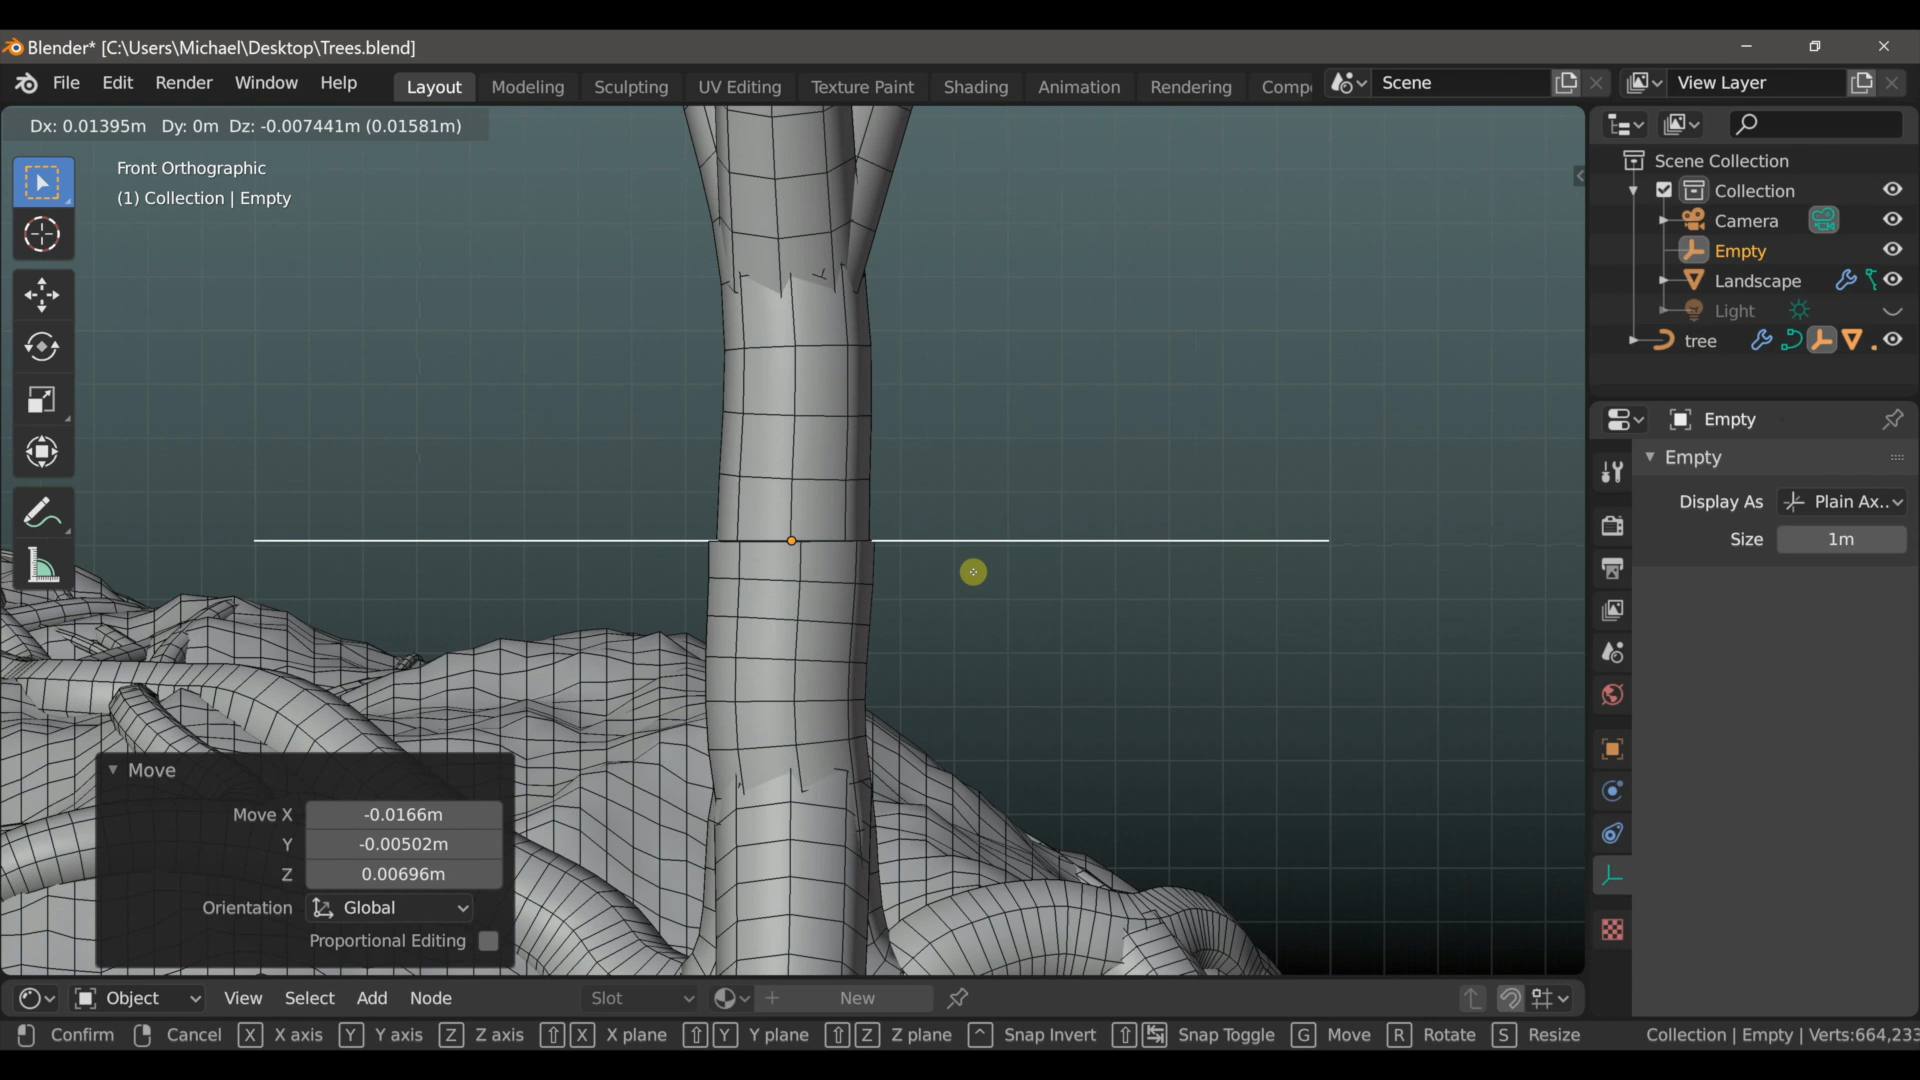 Blender* [C:\Users\Michael\Desktop\Trees.blend]
File Edit Render Window Help Layout Modeling Sculpting UV Editing Texture Paint Shading Animation Rendering Comp Scene View Layer
Dx: 0.01395m Dy: 0m Dz: -0.007441m (0.01581m)
Front Orthographic
(1) Collection | Empty
Scene Collection
Collection
Camera
Empty
Landscape
Light
tree
Empty
Empty
Display As Plain Ax..
Size 1m
Move
Move X -0.0166m
Y -0.00502m
Z 0.00696m
Orientation Global
Proportional Editing
Object View Select Add Node Slot New
Confirm Cancel X X axis Y Y axis Z Z axis X X plane Y Y plane Z Z plane ^ Snap Invert Snap Toggle G Move R Rotate S Resize Collection | Empty | Verts:664,233